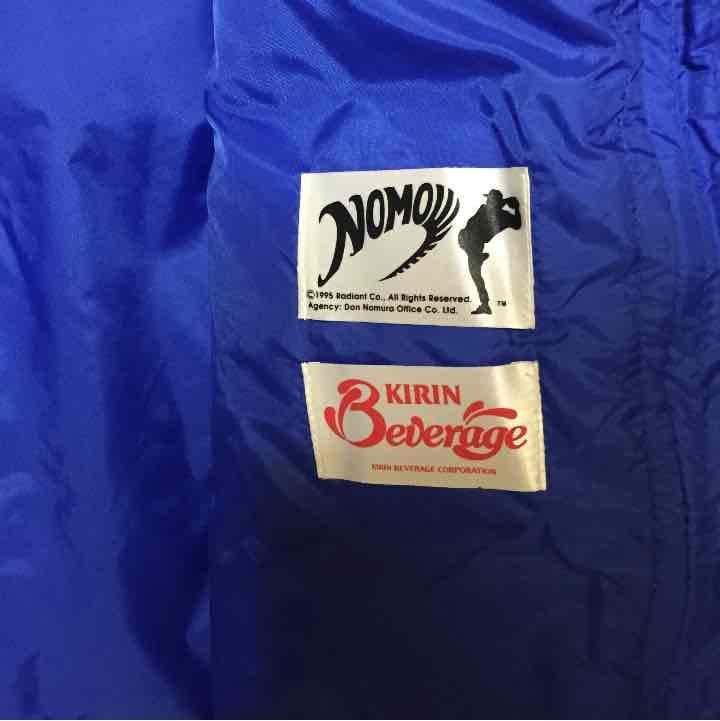 NOMO
©1995 Radiant Co., All Rights Reserved.
Agency: Don Nomura Office Co. Ltd.
TM
KIRIN
Beverage
KIRIN BEVERAGE CORPORATION